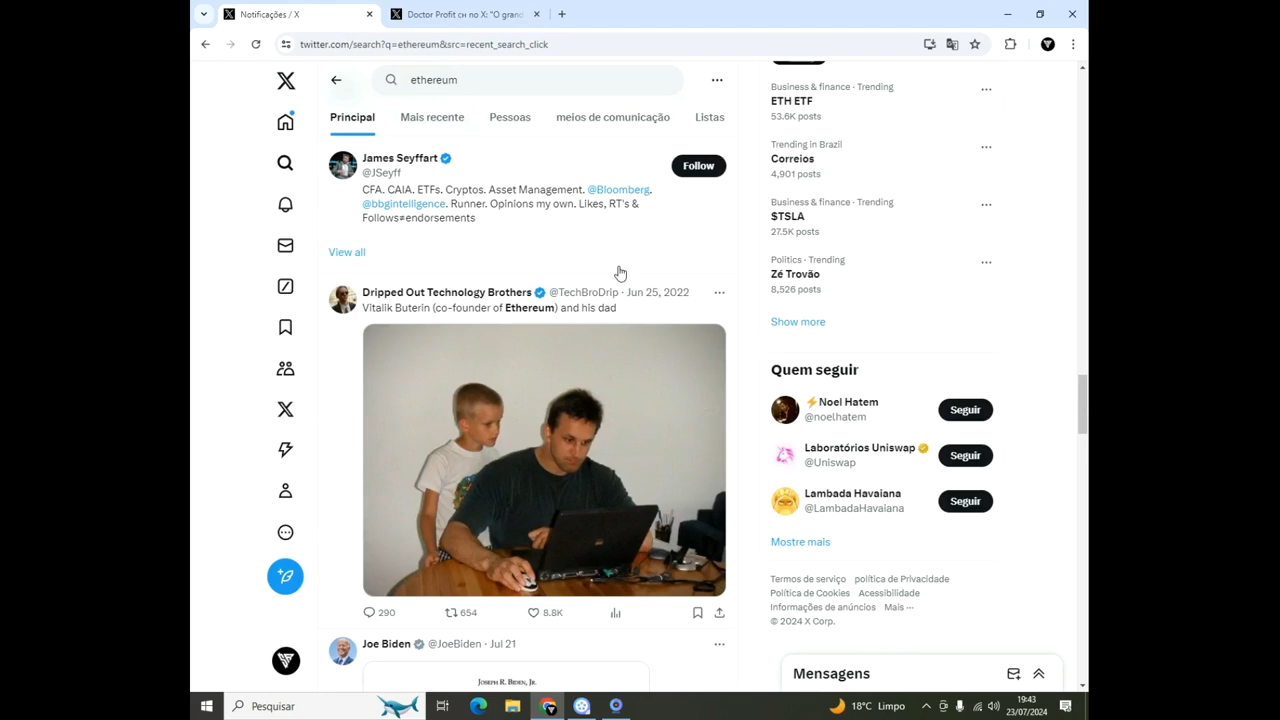 Notificações / X
Doctor Profit 🇨🇭 no X: "O grand
twitter.com/search?q=ethereum&src=recent_search_click
ethereum
Principal
Mais recente
Pessoas
meios de comunicação
Listas
James Seyffart
@JSeyff
Follow
CFA. CAIA. ETFs. Cryptos. Asset Management. @Bloomberg.
@bbgintelligence. Runner. Opinions my own. Likes, RT's &
Follows≠endorsements
View all
Dripped Out Technology Brothers @TechBroDrip · Jun 25, 2022
Vitalik Buterin (co-founder of Ethereum) and his dad
290
654
8.8K
Joe Biden @JoeBiden · Jul 21
JOSEPH R. BIDEN, JR.
Business & finance · Trending
ETH ETF
53.6K posts
Trending in Brazil
Correios
4,901 posts
Business & finance · Trending
$TSLA
27.5K posts
Politics · Trending
Zé Trovão
8,526 posts
Show more
Quem seguir
⚡Noel Hatem
@noelhatem
Seguir
Laboratórios Uniswap
@Uniswap
Seguir
Lambada Havaiana
@LambadaHavaiana
Seguir
Mostre mais
Termos de serviço política de Privacidade
Política de Cookies Acessibilidade
Informações de anúncios Mais ···
© 2024 X Corp.
Mensagens
Pesquisar
18°C Limpo
19:43
23/07/2024